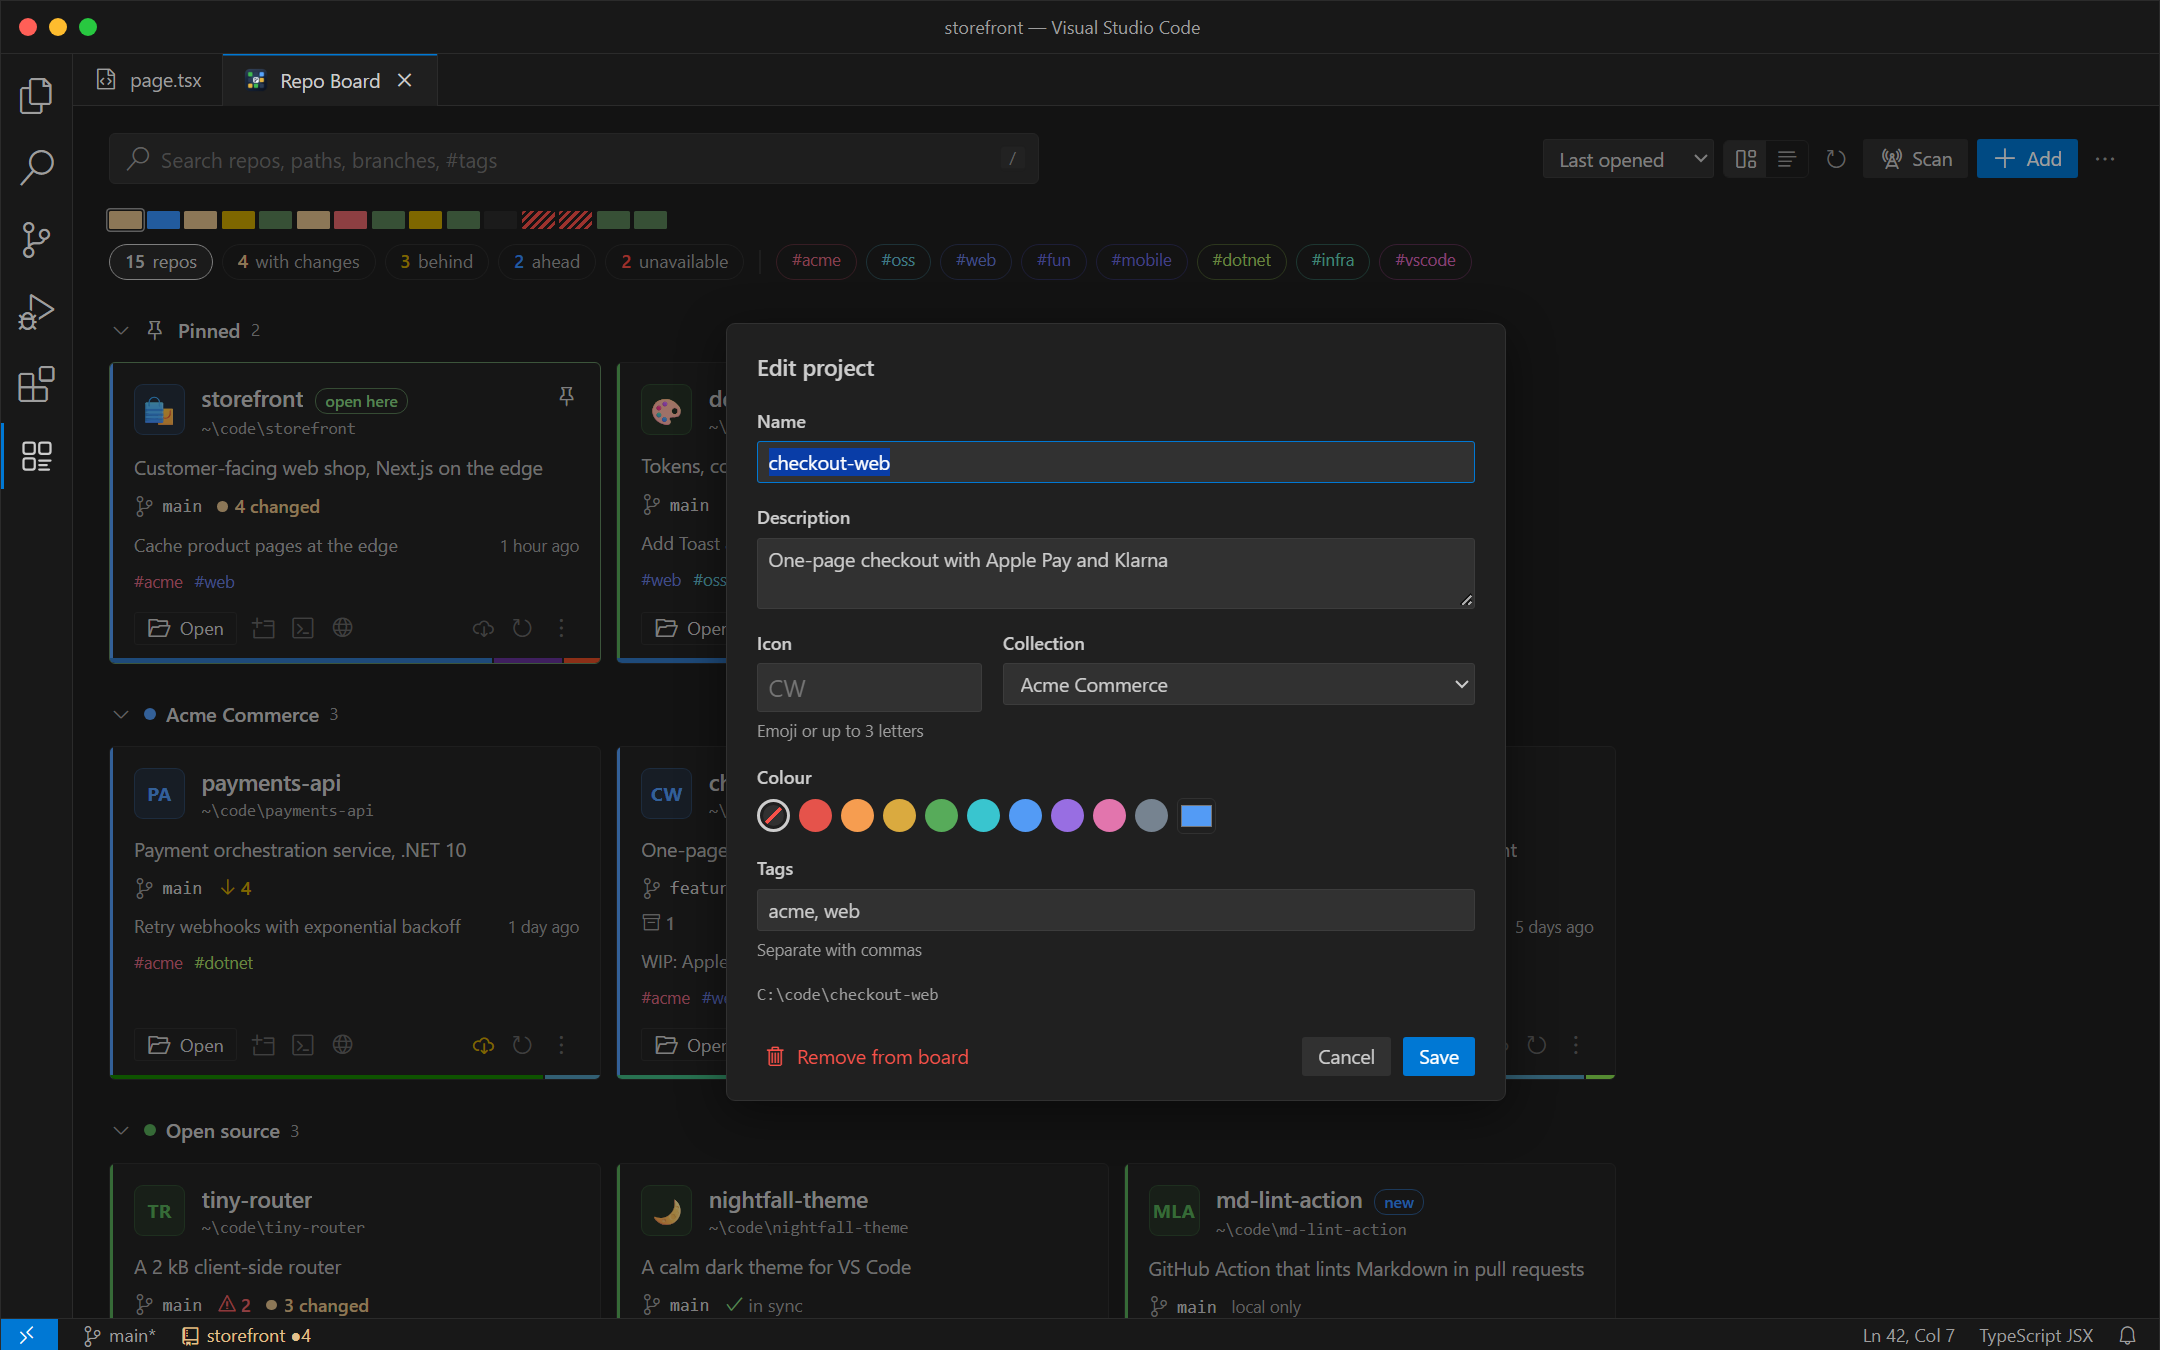 storefront — Visual Studio Code
page.tsx
Repo Board
Search repos, paths, branches, #tags /
Last opened
Scan
Add
15 repos
4 with changes
3 behind
2 ahead
2 unavailable
#acme
#oss
#web
#fun
#mobile
#dotnet
#infra
#vscode
Pinned 2
storefront open here
~\code\storefront
Customer-facing web shop, Next.js on the edge
main 4 changed
Cache product pages at the edge 1 hour ago
#acme #web
Open
Tokens,
main
Add Toast
#web #oss
Acme Commerce 3
PA
payments-api
~\code\payments-api
Payment orchestration service, .NET 10
main 4
Retry webhooks with exponential backoff 1 day ago
#acme #dotnet
Open
CW
One-page
1
WIP: Apple
#acme
5 days ago
Edit project
Name
checkout-web
Description
One-page checkout with Apple Pay and Klarna
Icon
CW
Emoji or up to 3 letters
Collection
Acme Commerce
Colour
Tags
acme, web
Separate with commas
C:\code\checkout-web
Remove from board
Cancel
Save
Open source 3
TR
tiny-router
~\code\tiny-router
A 2 kB client-side router
main 2 3 changed
nightfall-theme
~\code\nightfall-theme
A calm dark theme for VS Code
main in sync
MLA
md-lint-action new
~\code\md-lint-action
GitHub Action that lints Markdown in pull requests
main local only
main*
storefront ●4
Ln 42, Col 7
TypeScript JSX